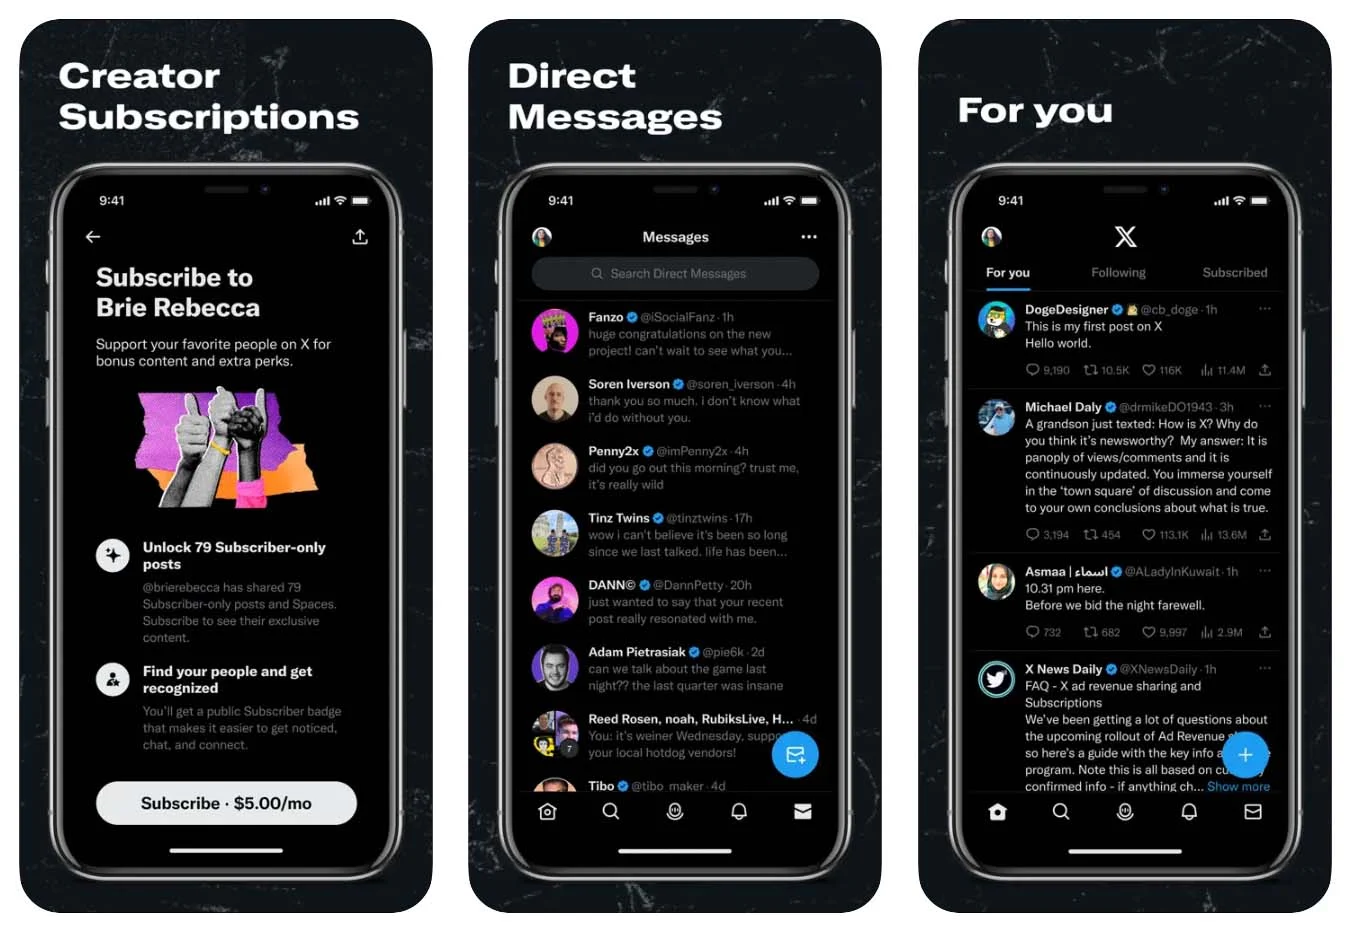 Creator
Subscriptions
9:41
Subscribe to
Brie Rebecca
Support your favorite people on X for
bonus content and extra perks.
Unlock 79 Subscriber-only
posts
@brierebecca has shared 79
Subscriber-only posts and Spaces.
Subscribe to see their exclusive
content.
Find your people and get
recognized
You'll get a public Subscriber badge
that makes it easier to get noticed,
chat, and connect.
Subscribe · $5.00/mo
Direct
Messages
9:41
Messages
Search Direct Messages
Fanzo @iSocialFanz · 1h
huge congratulations on the new
project! can't wait to see what you...
Soren Iverson @soren_iverson · 4h
thank you so much. i don't know what
i'd do without you.
Penny2x @imPenny2x · 4h
did you go out this morning? trust me,
it's really wild
Tinz Twins @tinztwins · 17h
wow i can't believe it's been so long
since we last talked. life has been...
DANN© @DannPetty · 20h
just wanted to say that your recent
post really resonated with me.
Adam Pietrasiak @pie6k · 2d
can we talk about the game last
night?? the last quarter was insane
Reed Rosen, noah, RubiksLive, H... · 4d
7
You: it's weiner Wednesday, suppo
your local hotdog vendors!
Tibo @tibo_maker · 4d
For you
9:41
X
For you Following Subscribed
DogeDesigner @cb_doge · 1h
This is my first post on X
Hello world.
9,190 10.5K 116K 11.4M
Michael Daly @drmikeDO1943 · 3h
A grandson just texted: How is X? Why do
you think it's newsworthy? My answer: It is
panoply of views/comments and it is
continuously updated. You immerse yourself
in the 'town square' of discussion and come
to your own conclusions about what is true.
3,194 454 113.1K 13.6M
Asmaa | اسماء @ALadyInKuwait · 1h
10.31 pm here.
Before we bid the night farewell.
732 682 9,997 2.9M
X News Daily @XNewsDaily · 1h
FAQ - X ad revenue sharing and
Subscriptions
We've been getting a lot of questions about
the upcoming rollout of Ad Revenue
so here's a guide with the key info
program. Note this is all based on
confirmed info - if anything ch... Show more